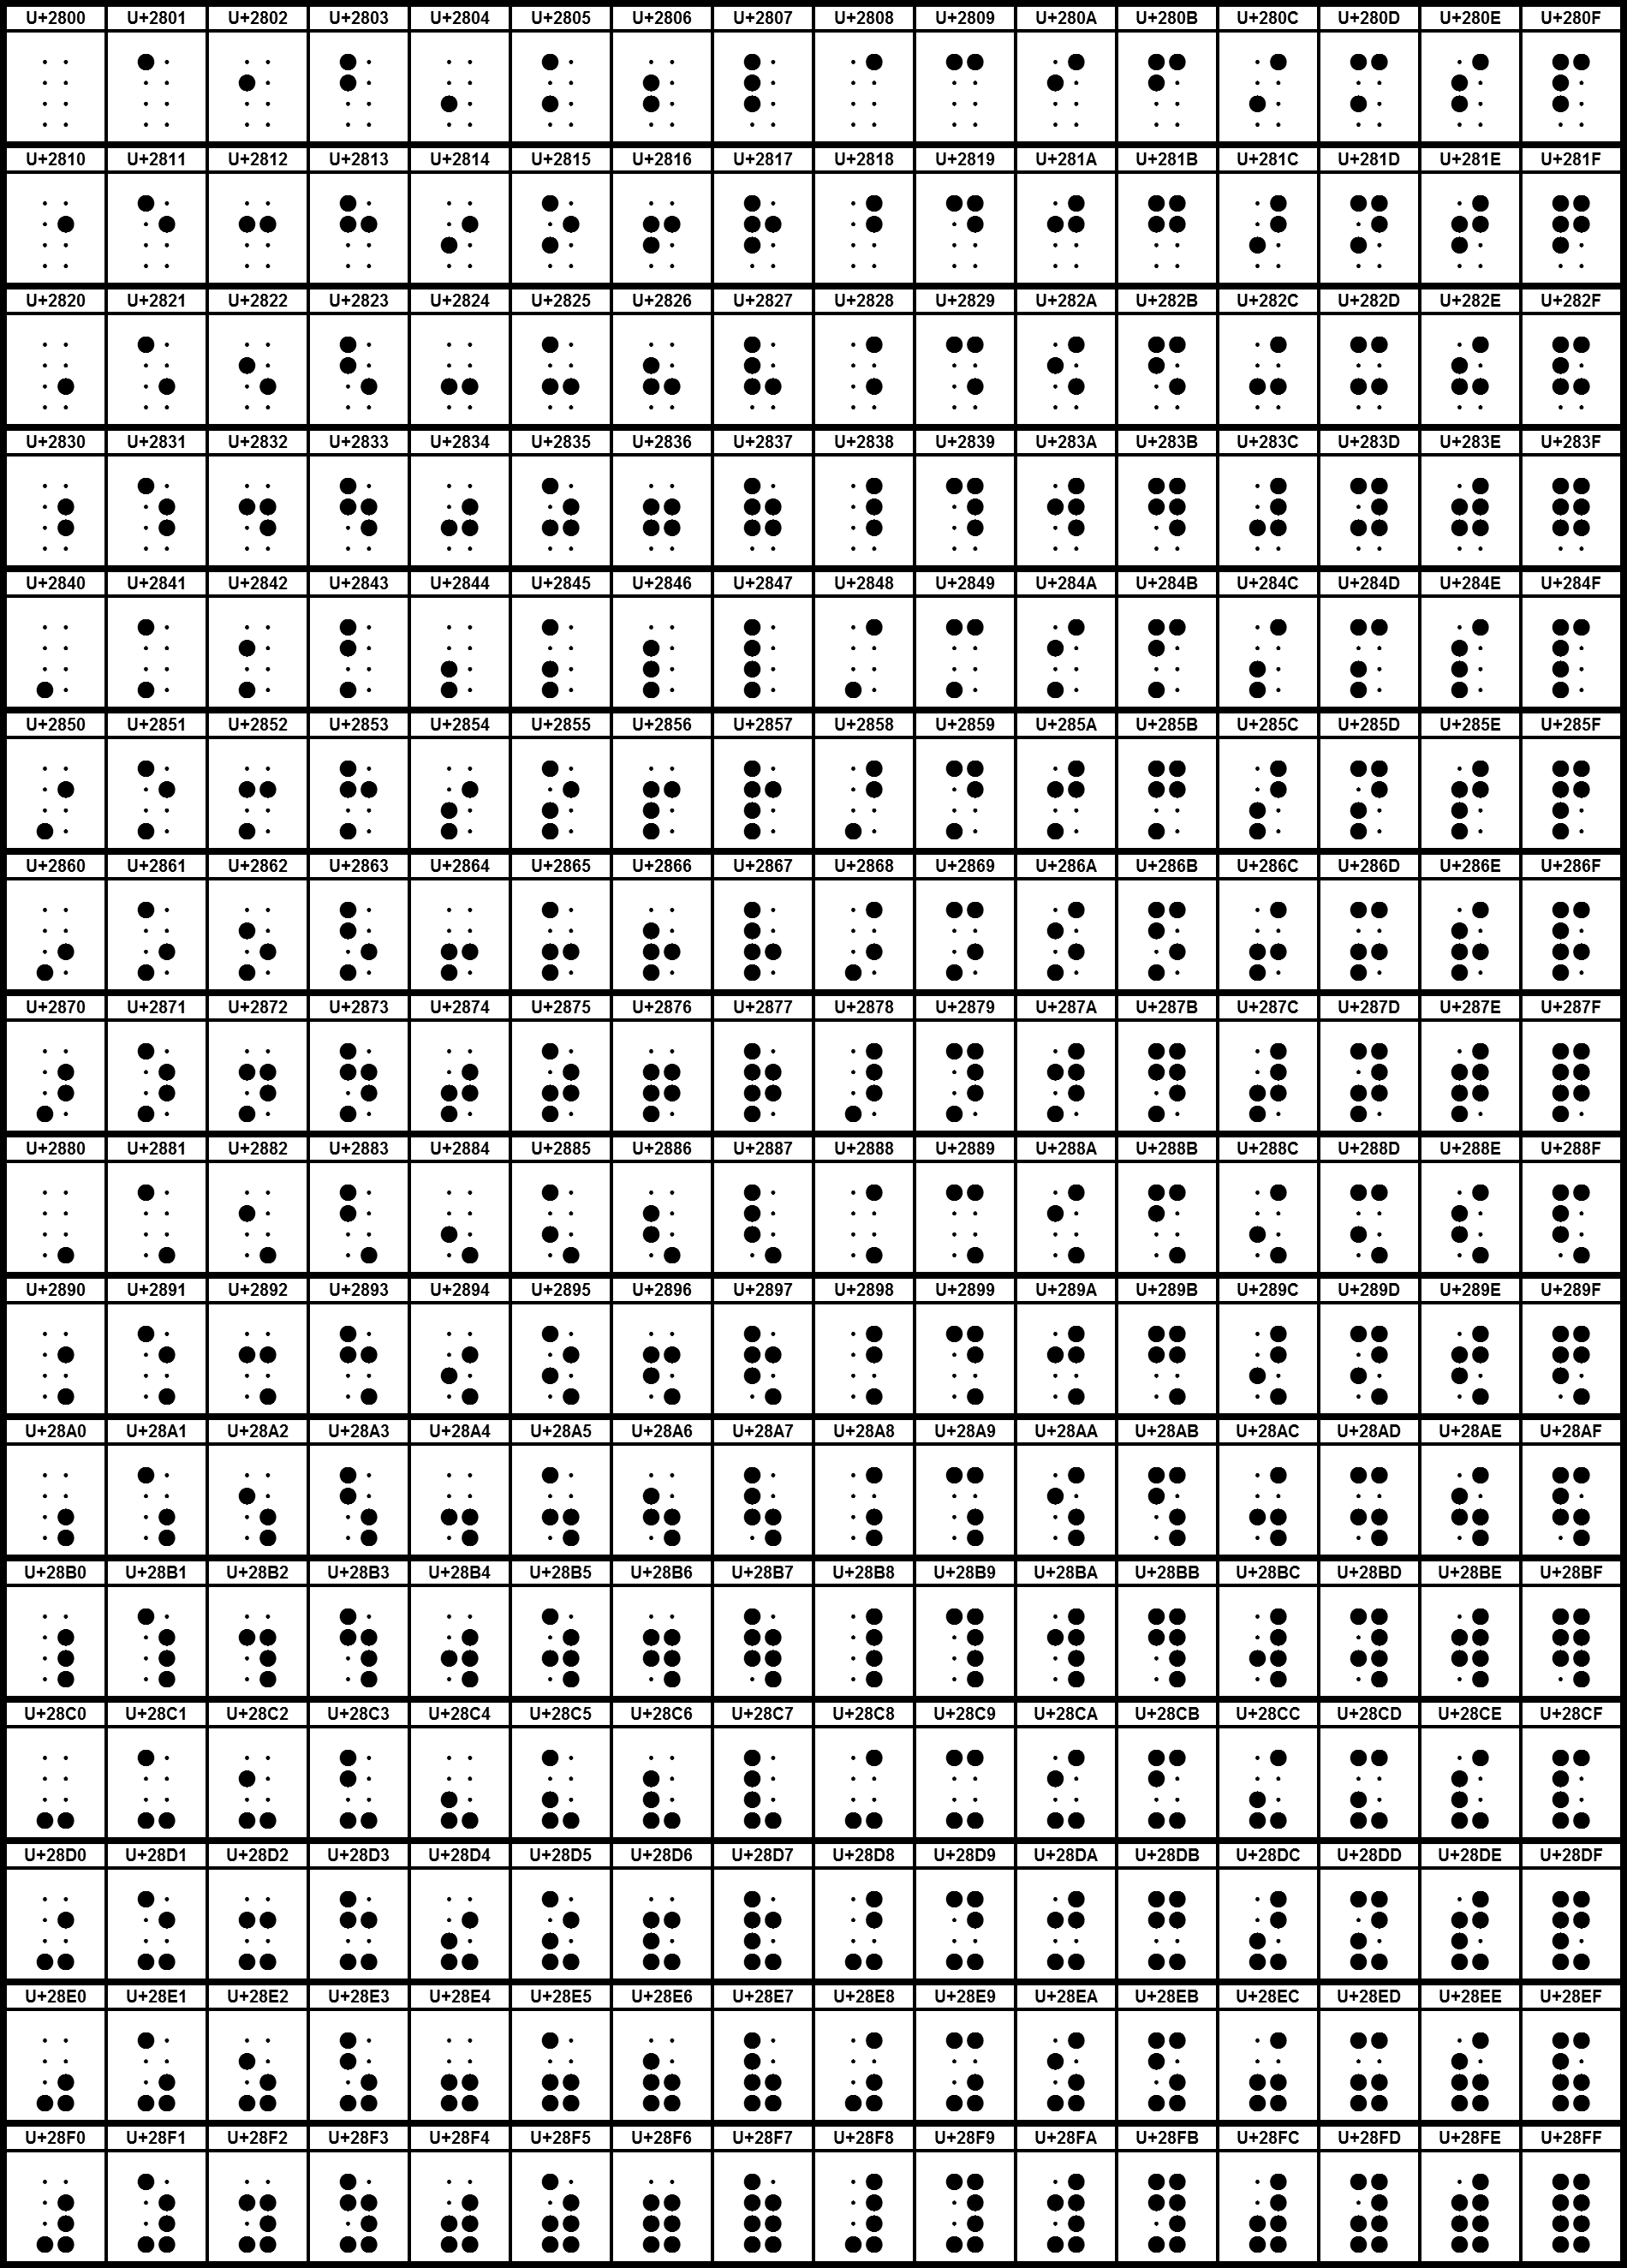 U+2800 U+2801 U+2802 U+2803 U+2804 U+2805 U+2806 U+2807 U+2808 U+2809 U+280A U+280B U+280C U+280D U+280E U+280F
⠀ ⠁ ⠂ ⠃ ⠄ ⠅ ⠆ ⠇ ⠈ ⠉ ⠊ ⠋ ⠌ ⠍ ⠎ ⠏
U+2810 U+2811 U+2812 U+2813 U+2814 U+2815 U+2816 U+2817 U+2818 U+2819 U+281A U+281B U+281C U+281D U+281E U+281F
⠐ ⠑ ⠒ ⠓ ⠔ ⠕ ⠖ ⠗ ⠘ ⠙ ⠚ ⠛ ⠜ ⠝ ⠞ ⠟
U+2820 U+2821 U+2822 U+2823 U+2824 U+2825 U+2826 U+2827 U+2828 U+2829 U+282A U+282B U+282C U+282D U+282E U+282F
⠠ ⠡ ⠢ ⠣ ⠤ ⠥ ⠦ ⠧ ⠨ ⠩ ⠪ ⠫ ⠬ ⠭ ⠮ ⠯
U+2830 U+2831 U+2832 U+2833 U+2834 U+2835 U+2836 U+2837 U+2838 U+2839 U+283A U+283B U+283C U+283D U+283E U+283F
⠰ ⠱ ⠲ ⠳ ⠴ ⠵ ⠶ ⠷ ⠸ ⠹ ⠺ ⠻ ⠼ ⠽ ⠾ ⠿
U+2840 U+2841 U+2842 U+2843 U+2844 U+2845 U+2846 U+2847 U+2848 U+2849 U+284A U+284B U+284C U+284D U+284E U+284F
⡀ ⡁ ⡂ ⡃ ⡄ ⡅ ⡆ ⡇ ⡈ ⡉ ⡊ ⡋ ⡌ ⡍ ⡎ ⡏
U+2850 U+2851 U+2852 U+2853 U+2854 U+2855 U+2856 U+2857 U+2858 U+2859 U+285A U+285B U+285C U+285D U+285E U+285F
⡐ ⡑ ⡒ ⡓ ⡔ ⡕ ⡖ ⡗ ⡘ ⡙ ⡚ ⡛ ⡜ ⡝ ⡞ ⡟
U+2860 U+2861 U+2862 U+2863 U+2864 U+2865 U+2866 U+2867 U+2868 U+2869 U+286A U+286B U+286C U+286D U+286E U+286F
⡠ ⡡ ⡢ ⡣ ⡤ ⡥ ⡦ ⡧ ⡨ ⡩ ⡪ ⡫ ⡬ ⡭ ⡮ ⡯
U+2870 U+2871 U+2872 U+2873 U+2874 U+2875 U+2876 U+2877 U+2878 U+2879 U+287A U+287B U+287C U+287D U+287E U+287F
⡰ ⡱ ⡲ ⡳ ⡴ ⡵ ⡶ ⡷ ⡸ ⡹ ⡺ ⡻ ⡼ ⡽ ⡾ ⡿
U+2880 U+2881 U+2882 U+2883 U+2884 U+2885 U+2886 U+2887 U+2888 U+2889 U+288A U+288B U+288C U+288D U+288E U+288F
⢀ ⢁ ⢂ ⢃ ⢄ ⢅ ⢆ ⢇ ⢈ ⢉ ⢊ ⢋ ⢌ ⢍ ⢎ ⢏
U+2890 U+2891 U+2892 U+2893 U+2894 U+2895 U+2896 U+2897 U+2898 U+2899 U+289A U+289B U+289C U+289D U+289E U+289F
⢐ ⢑ ⢒ ⢓ ⢔ ⢕ ⢖ ⢗ ⢘ ⢙ ⢚ ⢛ ⢜ ⢝ ⢞ ⢟
U+28A0 U+28A1 U+28A2 U+28A3 U+28A4 U+28A5 U+28A6 U+28A7 U+28A8 U+28A9 U+28AA U+28AB U+28AC U+28AD U+28AE U+28AF
⢠ ⢡ ⢢ ⢣ ⢤ ⢥ ⢦ ⢧ ⢨ ⢩ ⢪ ⢫ ⢬ ⢭ ⢮ ⢯
U+28B0 U+28B1 U+28B2 U+28B3 U+28B4 U+28B5 U+28B6 U+28B7 U+28B8 U+28B9 U+28BA U+28BB U+28BC U+28BD U+28BE U+28BF
⢰ ⢱ ⢲ ⢳ ⢴ ⢵ ⢶ ⢷ ⢸ ⢹ ⢺ ⢻ ⢼ ⢽ ⢾ ⢿
U+28C0 U+28C1 U+28C2 U+28C3 U+28C4 U+28C5 U+28C6 U+28C7 U+28C8 U+28C9 U+28CA U+28CB U+28CC U+28CD U+28CE U+28CF
⣀ ⣁ ⣂ ⣃ ⣄ ⣅ ⣆ ⣇ ⣈ ⣉ ⣊ ⣋ ⣌ ⣍ ⣎ ⣏
U+28D0 U+28D1 U+28D2 U+28D3 U+28D4 U+28D5 U+28D6 U+28D7 U+28D8 U+28D9 U+28DA U+28DB U+28DC U+28DD U+28DE U+28DF
⣐ ⣑ ⣒ ⣓ ⣔ ⣕ ⣖ ⣗ ⣘ ⣙ ⣚ ⣛ ⣜ ⣝ ⣞ ⣟
U+28E0 U+28E1 U+28E2 U+28E3 U+28E4 U+28E5 U+28E6 U+28E7 U+28E8 U+28E9 U+28EA U+28EB U+28EC U+28ED U+28EE U+28EF
⣠ ⣡ ⣢ ⣣ ⣤ ⣥ ⣦ ⣧ ⣨ ⣩ ⣪ ⣫ ⣬ ⣭ ⣮ ⣯
U+28F0 U+28F1 U+28F2 U+28F3 U+28F4 U+28F5 U+28F6 U+28F7 U+28F8 U+28F9 U+28FA U+28FB U+28FC U+28FD U+28FE U+28FF
⣰ ⣱ ⣲ ⣳ ⣴ ⣵ ⣶ ⣷ ⣸ ⣹ ⣺ ⣻ ⣼ ⣽ ⣾ ⣿